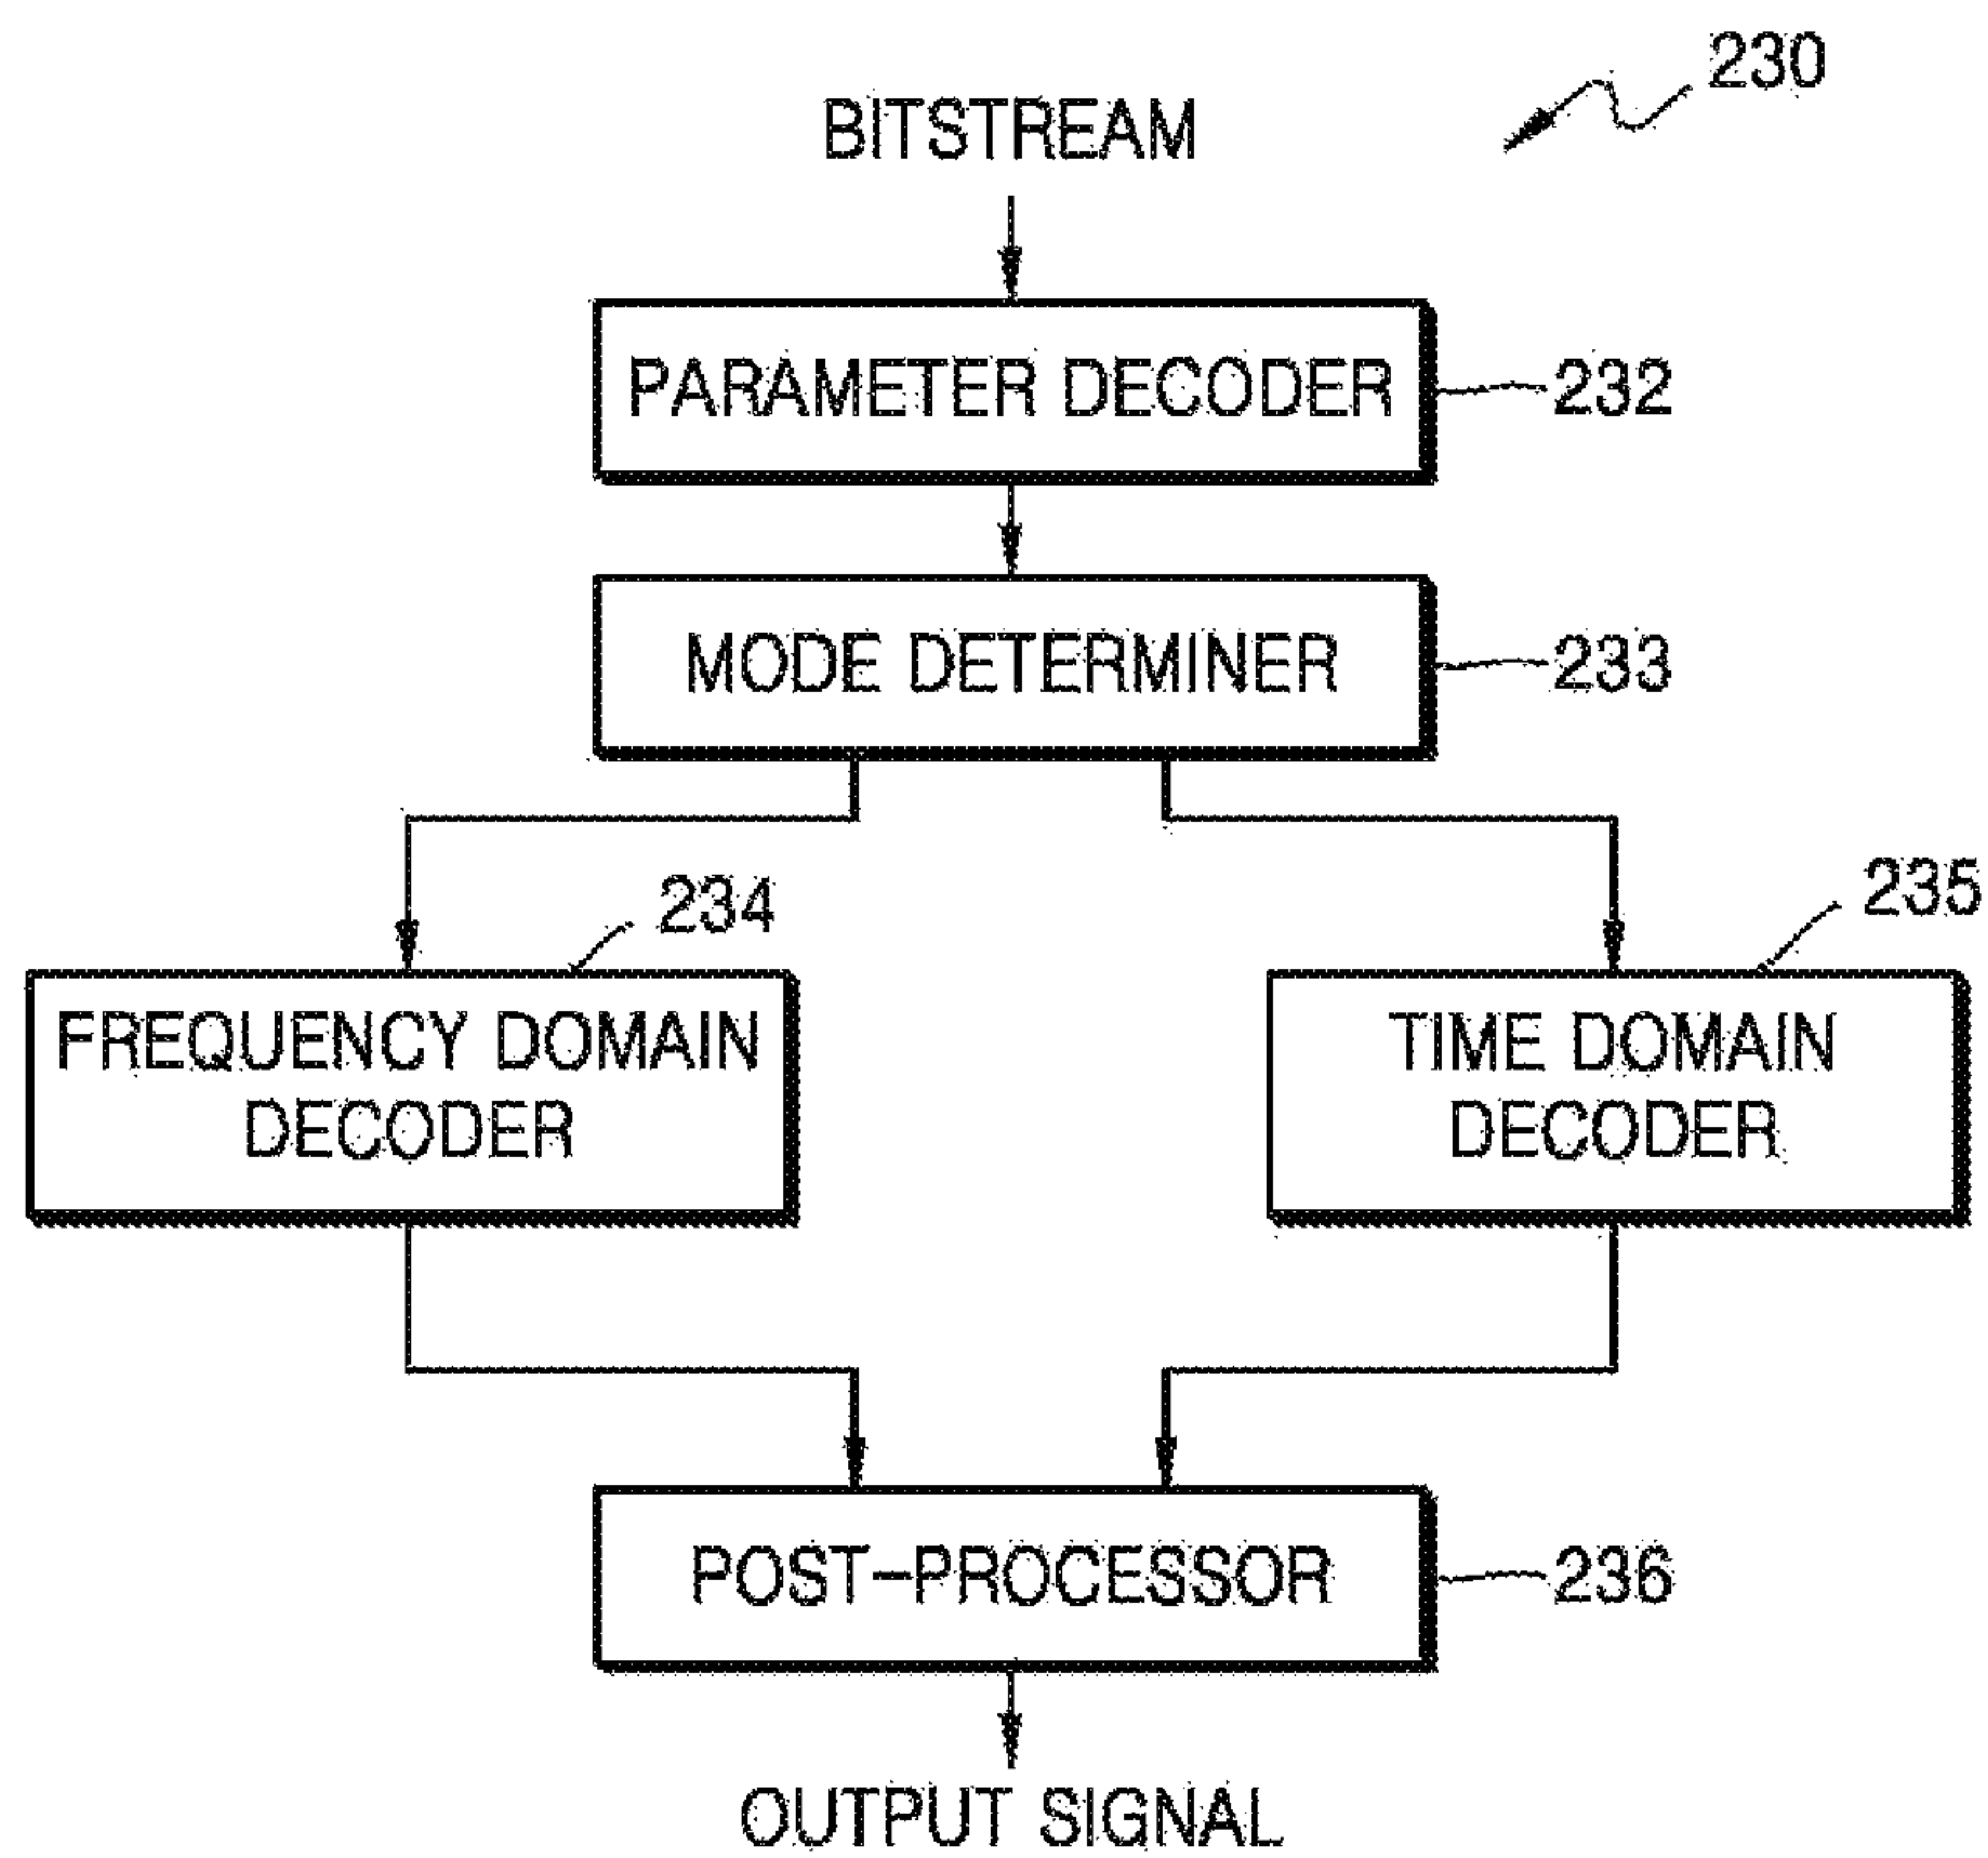 230
BITSTREAM
PARAMETER DECODER
232
MODE DETERMINER
233
234
235
FREQUENCY DOMAIN
DECODER
TIME DOMAIN
DECODER
POST-PROCESSOR
236
OUTPUT SIGNAL